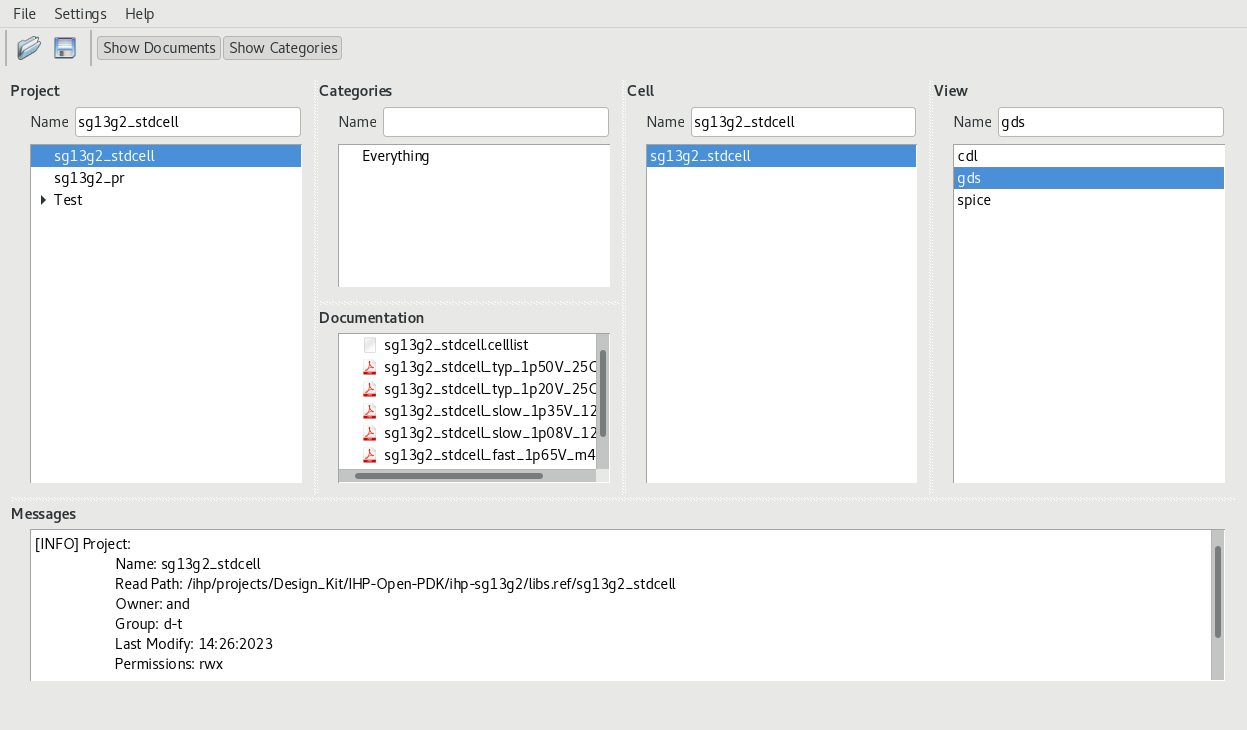 File Settings Help
Show Documents Show Categories
Project
Name sg13g2_stdcell
sg13g2_stdcell
sg13g2_pr
Test
Categories
Name
Everything
Documentation
sg13g2_stdcell.celllist
sg13g2_stdcell_typ_1p50V_25C
sg13g2_stdcell_typ_1p20V_25C
sg13g2_stdcell_slow_1p35V_12
sg13g2_stdcell_slow_1p08V_12
sg13g2_stdcell_fast_1p65V_m4
Cell
Name sg13g2_stdcell
sg13g2_stdcell
View
Name gds
cdl
gds
spice
Messages
[INFO] Project:
Name: sg13g2_stdcell
Read Path: /ihp/projects/Design_Kit/IHP-Open-PDK/ihp-sg13g2/libs.ref/sg13g2_stdcell
Owner: and
Group: d-t
Last Modify: 14:26:2023
Permissions: rwx